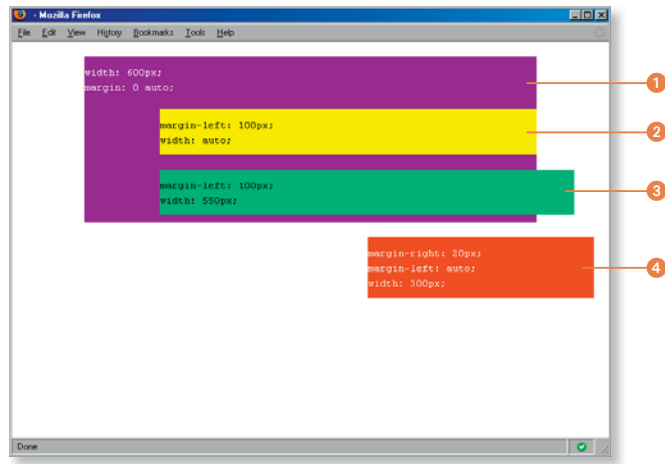 - Mozilla Firefox
File Edit View History Bookmarks Tools Help
width: 600px;
margin: 0 auto;
1
margin-left: 100px;
width: auto;
2
margin-left: 100px;
width: 550px;
3
margin-right: 20px;
margin-left: auto;
width: 300px;
4
Done